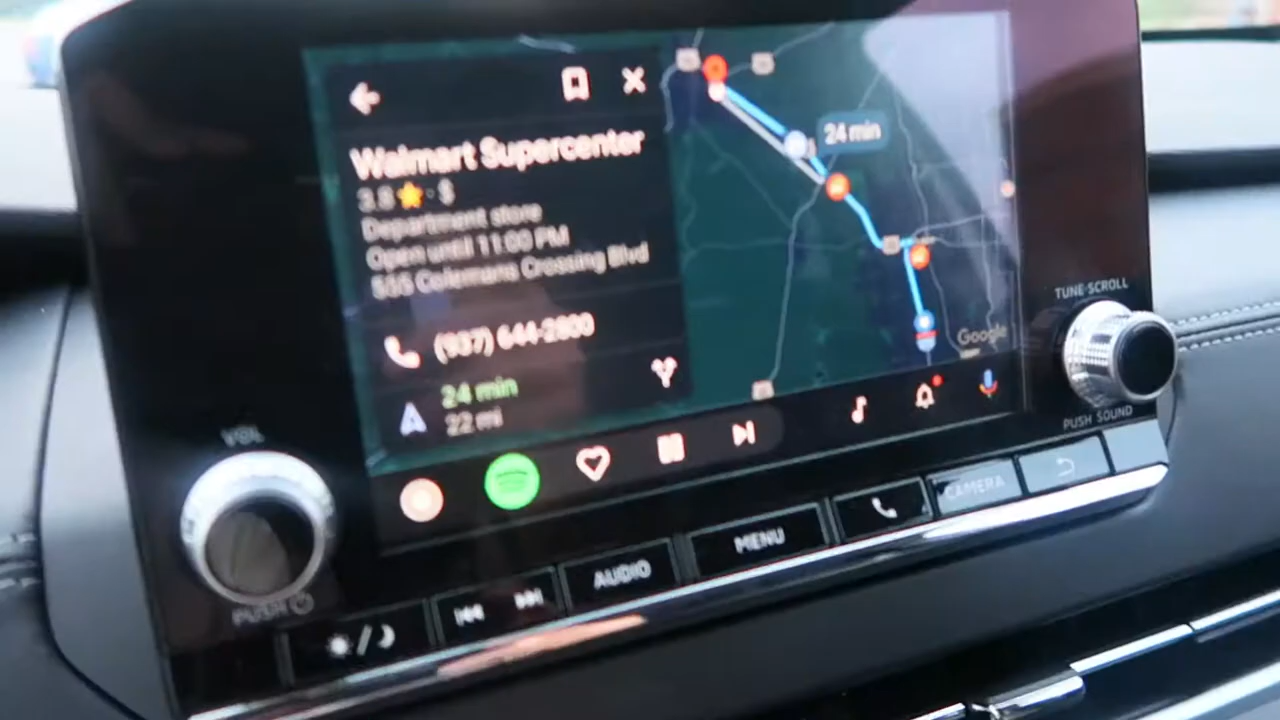 Walmart Supercenter
3.8 · $
Department store
Open until 11:00 PM
555 Colemans Crossing Blvd
(937) 644-2800
24 min
22 mi
24 min
Google
TUNE·SCROLL
PUSH SOUND
VOL
PUSH
AUDIO
MENU
CAMERA